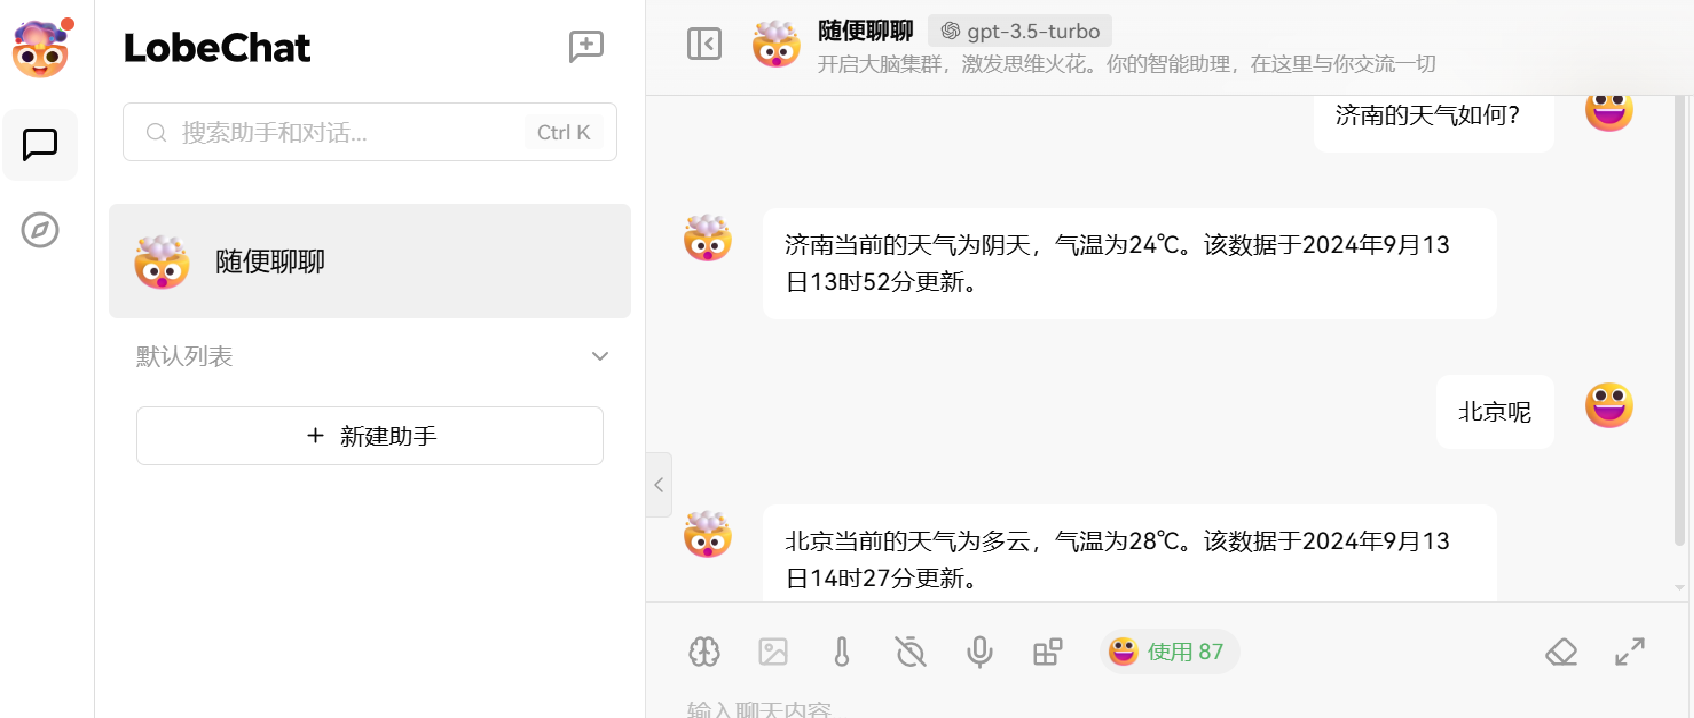 LobeChat
搜索助手和对话...
Ctrl K
随便聊聊
默认列表
+ 新建助手
随便聊聊
gpt-3.5-turbo
开启大脑集群，激发思维火花。你的智能助理，在这里与你交流一切
济南的天气如何？
济南当前的天气为阴天，气温为24℃。该数据于2024年9月13
日13时52分更新。
北京呢
北京当前的天气为多云，气温为28℃。该数据于2024年9月13
日14时27分更新。
使用 87
输入聊天内容